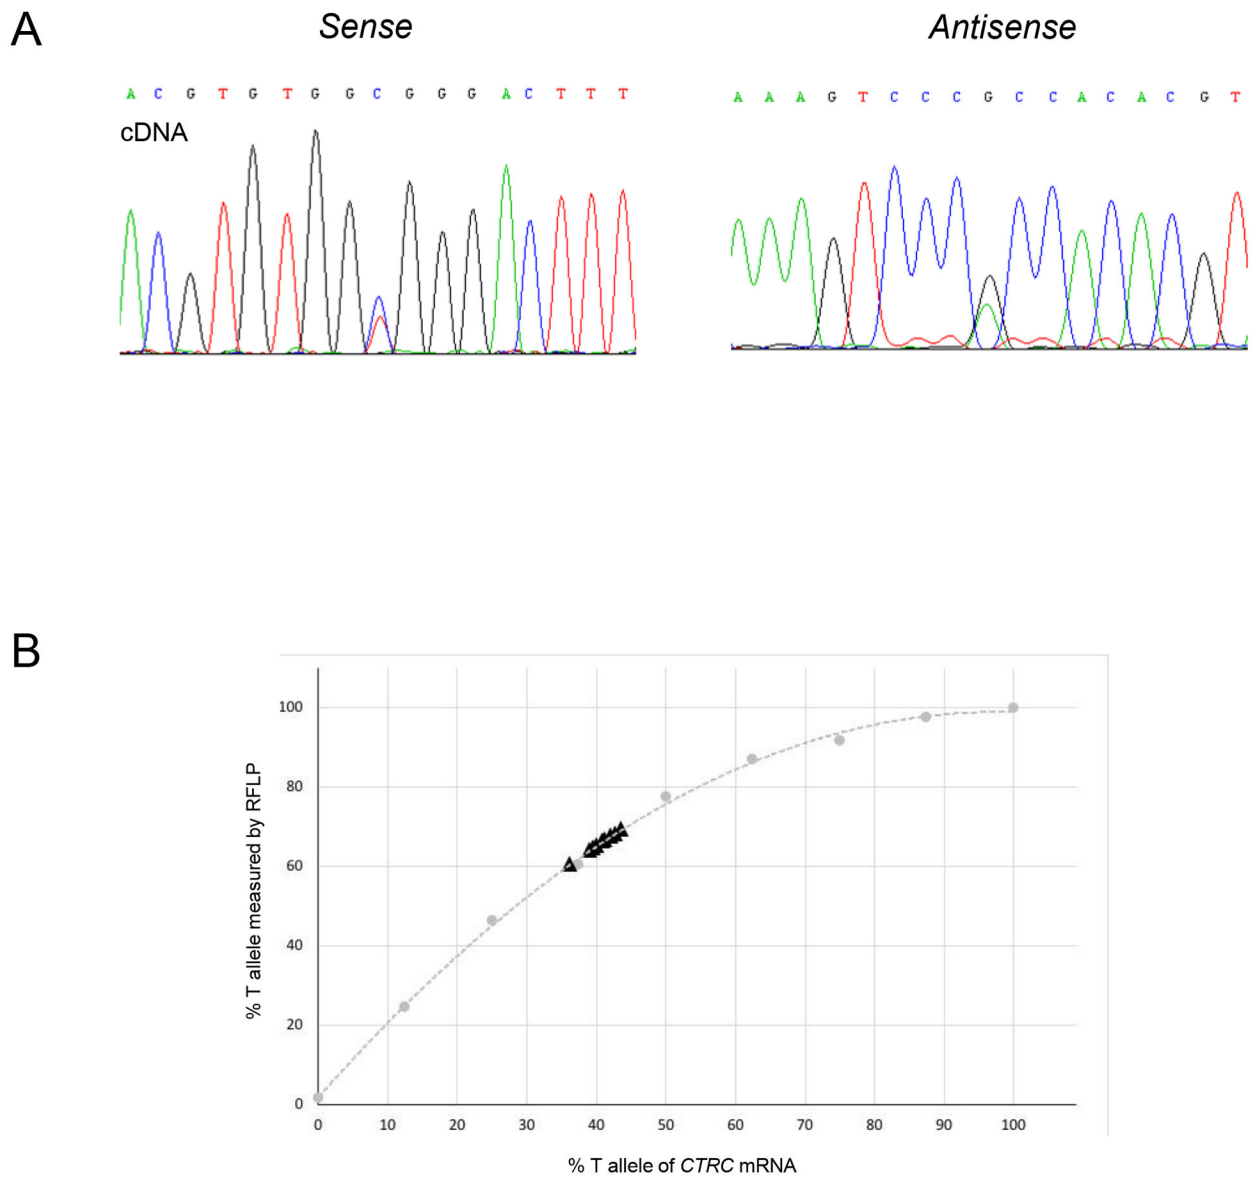 A
Sense
Antisense
A C G T G T G G C G G G A C T T T
A A A G T C C C G C C A C A C G T
cDNA
B
% T allele measured by RFLP
100
80
60
40
20
0
0 10 20 30 40 50 60 70 80 90 100
% T allele of CTRC mRNA